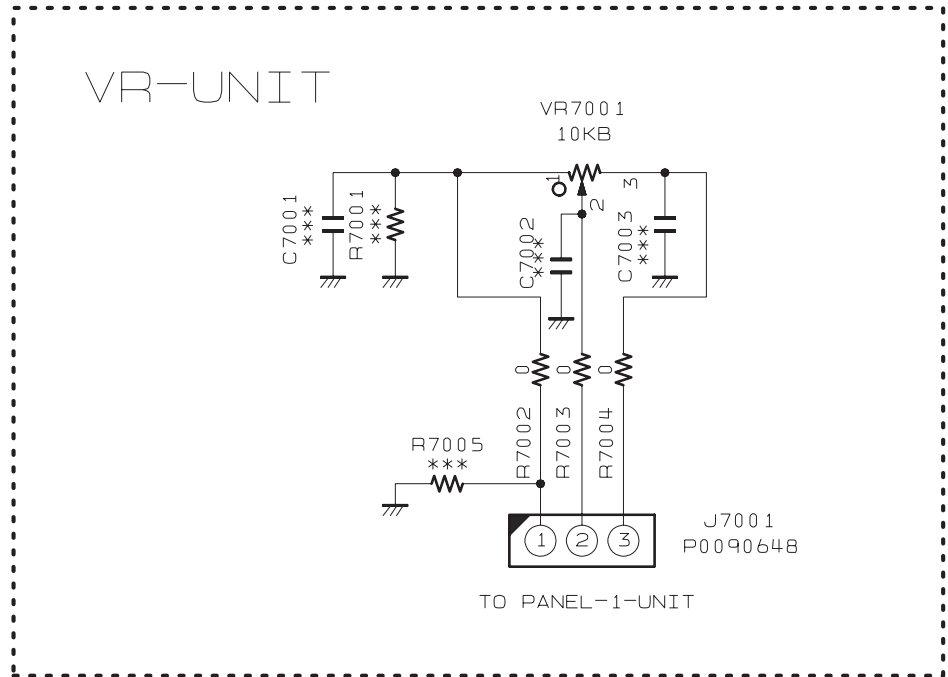 VR-UNIT
VR7001
10KB
1
2
3
C7001
***
R7001
***
C7002
***
C7003
***
0
0
0
R7002
R7003
R7004
R7005
***
1 2 3
J7001
P0090648
TO PANEL-1-UNIT